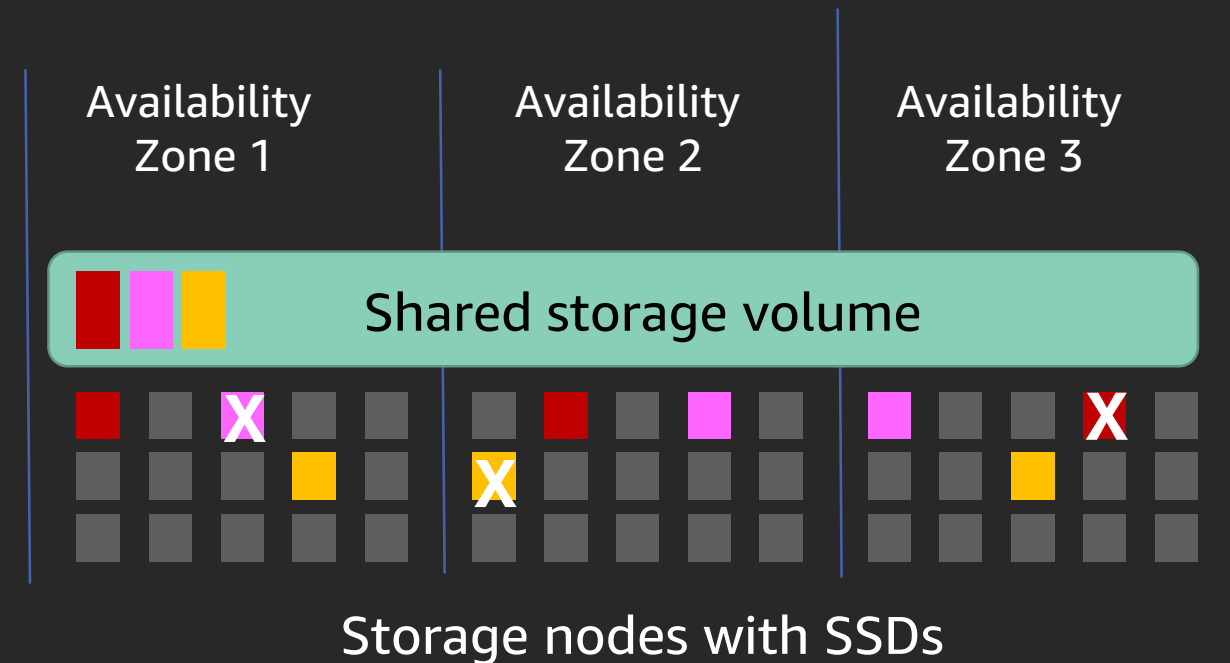 Availability
Zone 1
Availability
Zone 2
Availability
Zone 3
Shared storage volume
X
X
X
Storage nodes with SSDs